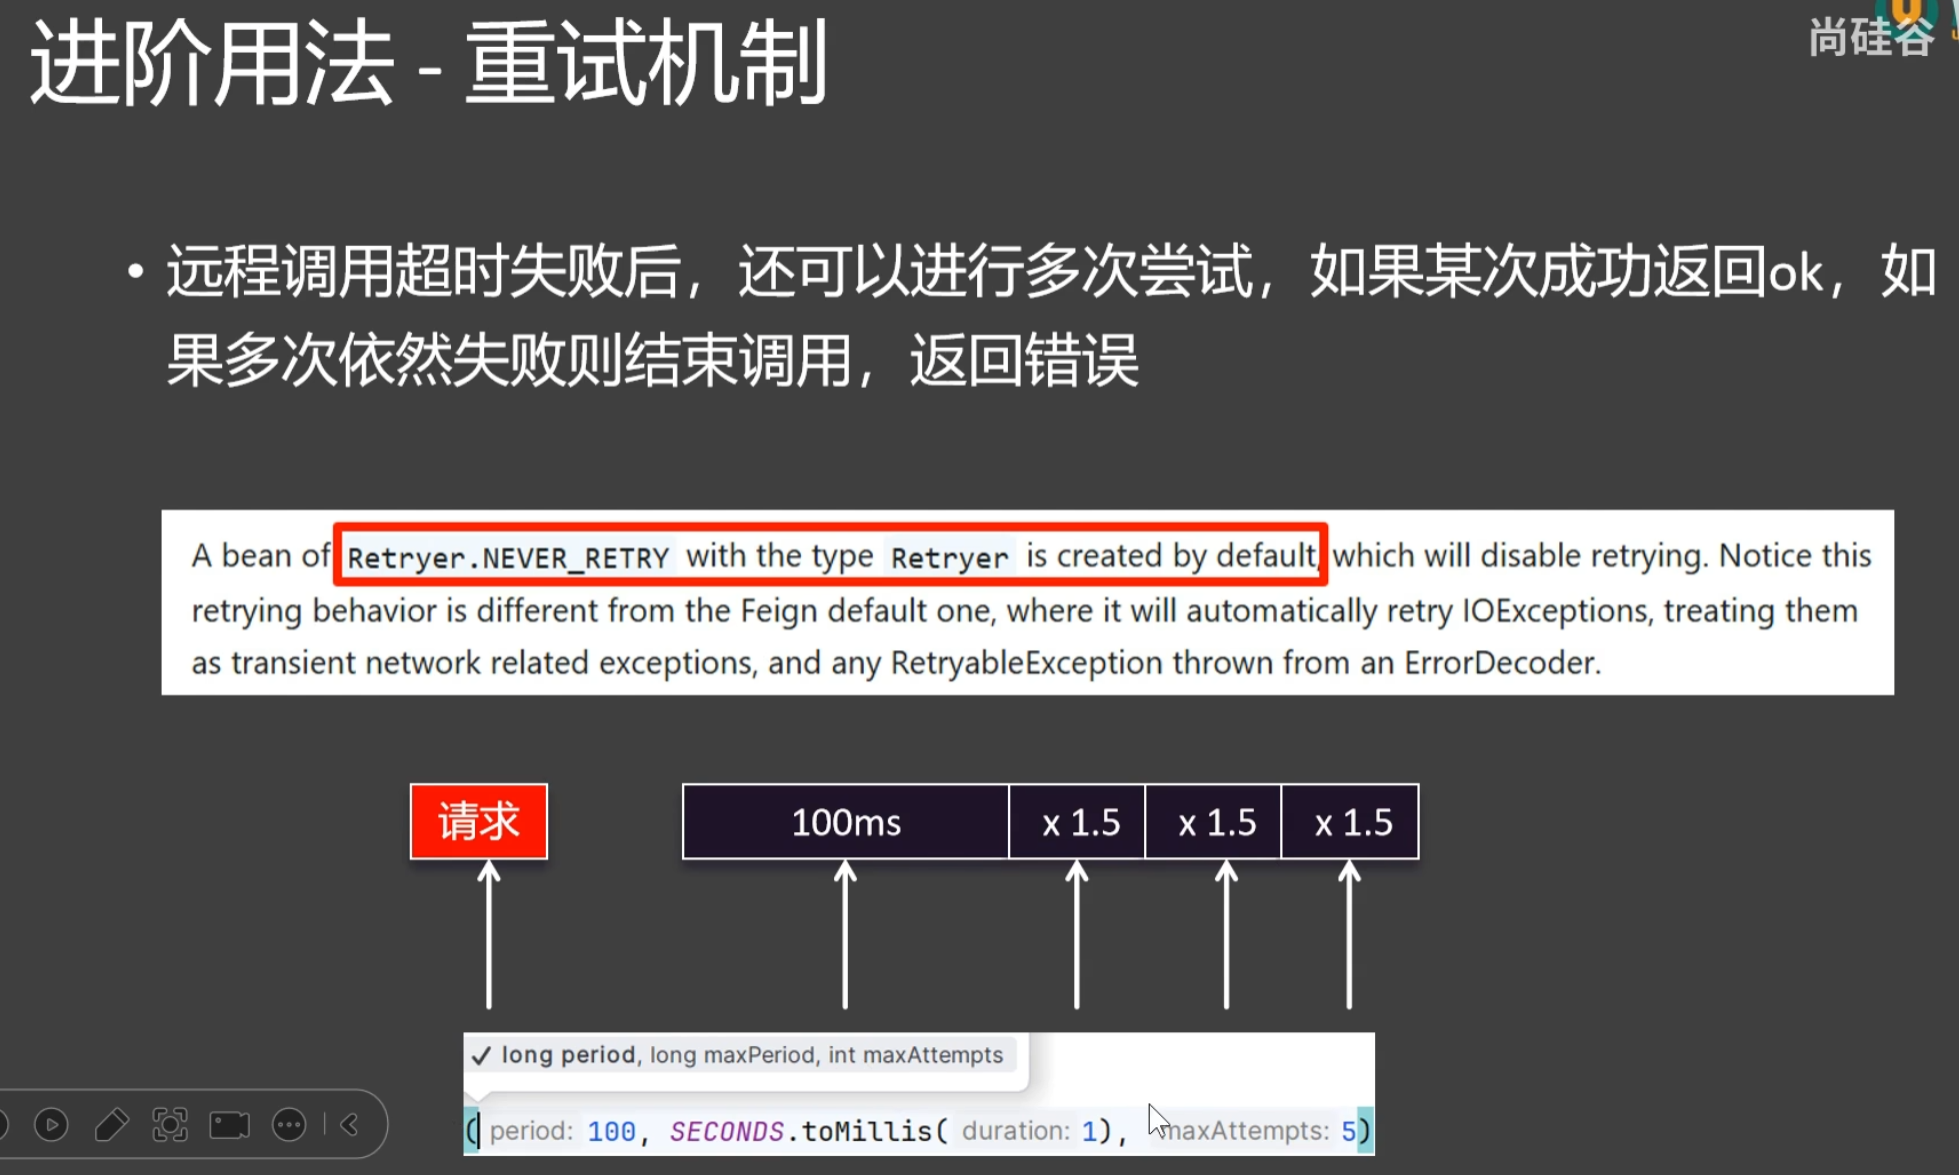 进阶用法 - 重试机制
尚硅谷
• 远程调用超时失败后，还可以进行多次尝试，如果某次成功返回ok，如
果多次依然失败则结束调用，返回错误
A bean of Retryer.NEVER_RETRY with the type Retryer is created by default, which will disable retrying. Notice this
retrying behavior is different from the Feign default one, where it will automatically retry IOExceptions, treating them
as transient network related exceptions, and any RetryableException thrown from an ErrorDecoder.
请求 100ms x 1.5 x 1.5 x 1.5
✓ long period, long maxPeriod, int maxAttempts
( period: 100, SECONDS.toMillis( duration: 1), maxAttempts: 5)